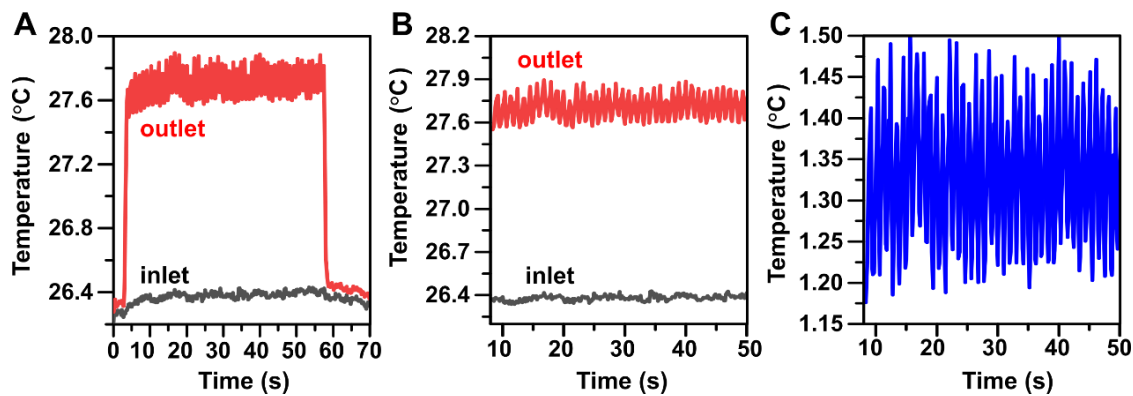 A
Temperature (°C)
28.0
27.6
27.2
26.8
26.4
outlet
inlet
0 10 20 30 40 50 60 70
Time (s)
B
Temperature (°C)
28.2
27.9
27.6
27.3
27.0
26.7
26.4
outlet
inlet
10 20 30 40 50
Time (s)
C
Temperature (°C)
1.50
1.45
1.40
1.35
1.30
1.25
1.20
1.15
10 20 30 40 50
Time (s)